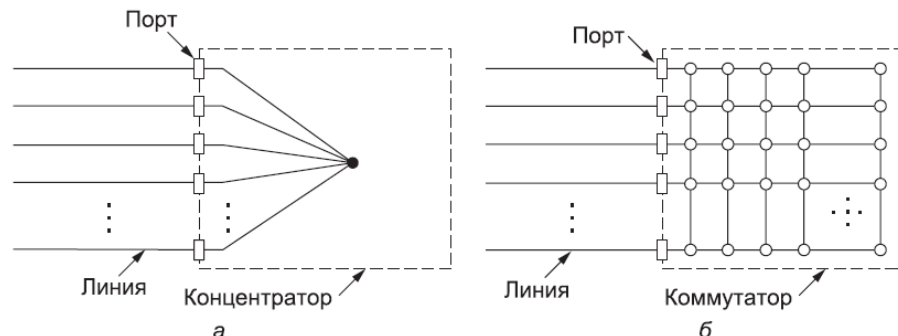 Порт
Линия
Концентратор
а
Порт
Линия
Коммутатор
б